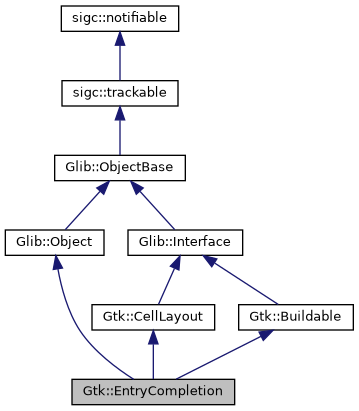 sigc::notifiable
sigc::trackable
Glib::ObjectBase
Glib::Object
Glib::Interface
Gtk::CellLayout
Gtk::Buildable
Gtk::EntryCompletion